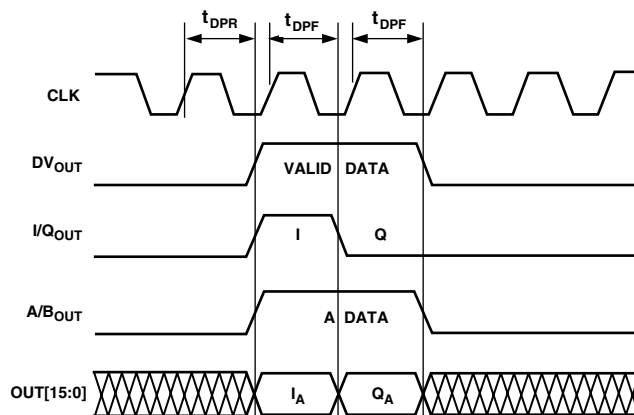 tDPR tDPF tDPF
CLK
DVOUT VALID DATA
I/QOUT I Q
A/BOUT A DATA
OUT[15:0] IA QA